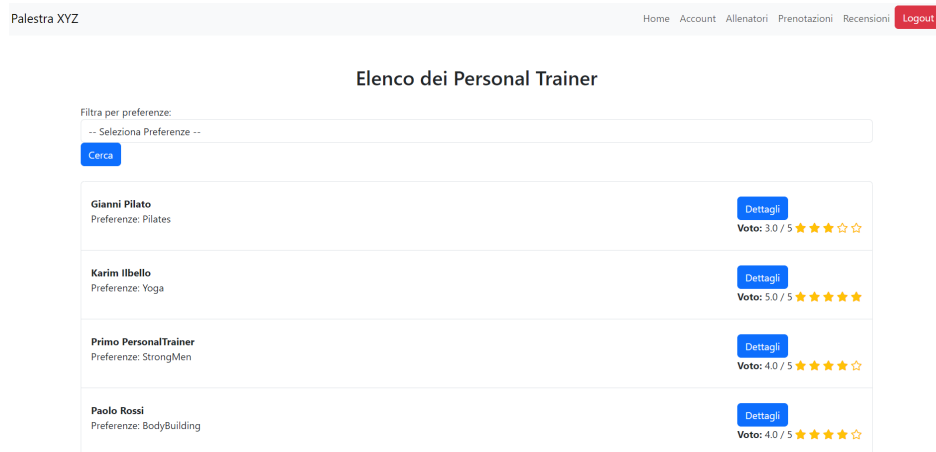 Palestra XYZ
Home Account Allenatori Prenotazioni Recensioni Logout
Elenco dei Personal Trainer
Filtra per preferenze:
-- Seleziona Preferenze --
Cerca
Gianni Pilato
Preferenze: Pilates
Dettagli
Voto: 3.0 / 5
Karim Ilbello
Preferenze: Yoga
Dettagli
Voto: 5.0 / 5
Primo PersonalTrainer
Preferenze: StrongMen
Dettagli
Voto: 4.0 / 5
Paolo Rossi
Preferenze: BodyBuilding
Dettagli
Voto: 4.0 / 5